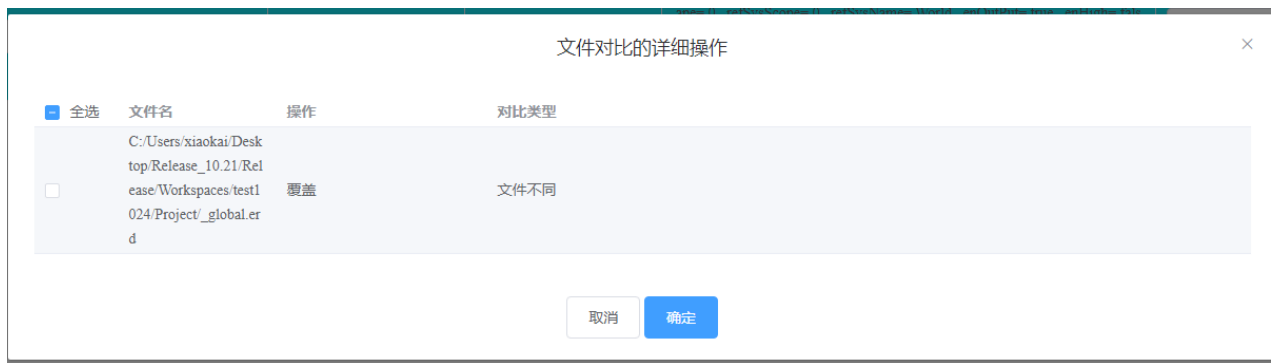 文件对比的详细操作
全选 文件名 操作 对比类型
C:/Users/xiaokai/Desk
top/Release_10.21/Rel
ease/Workspaces/test1
024/Project/_global.er
d
覆盖 文件不同
取消 确定